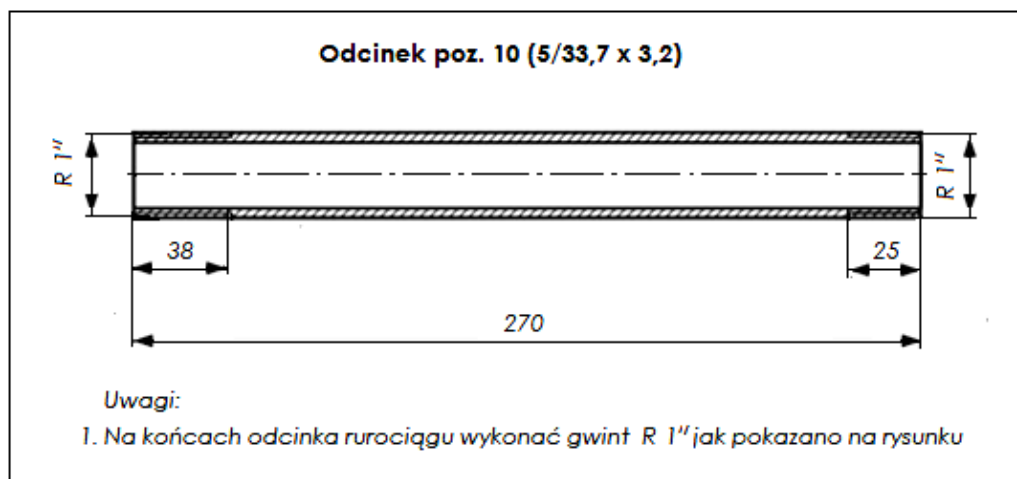 Odcinek poz. 10 (5/33,7 x 3,2)
R 1"
R 1"
38
25
270
Uwagi:
1. Na końcach odcinka rurociągu wykonać gwint R 1" jak pokazano na rysunku